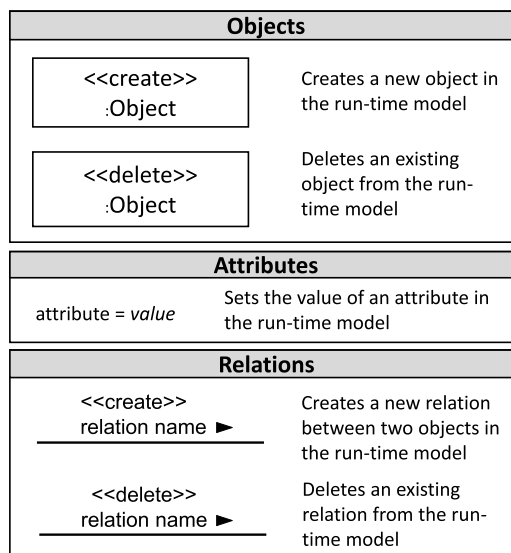 Objects
<<create>>
:Object
Creates a new object in
the run-time model
<<delete>>
:Object
Deletes an existing
object from the run-
time model
Attributes
attribute = value
Sets the value of an attribute in
the run-time model
Relations
<<create>>
relation name ►
Creates a new relation
between two objects in
the run-time model
<<delete>>
relation name ►
Deletes an existing
relation from the run-
time model